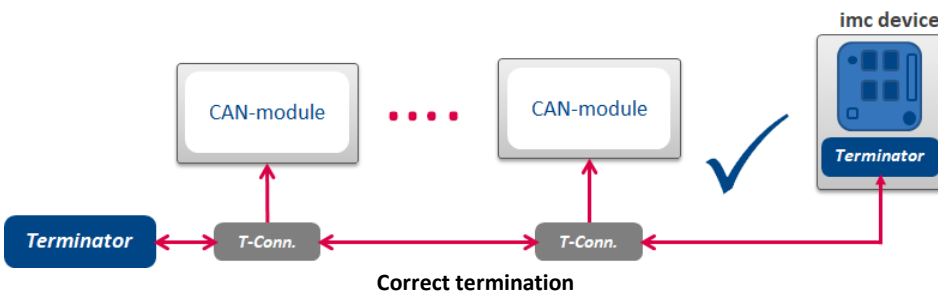 imc device
CAN-module
CAN-module
Terminator
Terminator
T-Conn.
T-Conn.
Correct termination